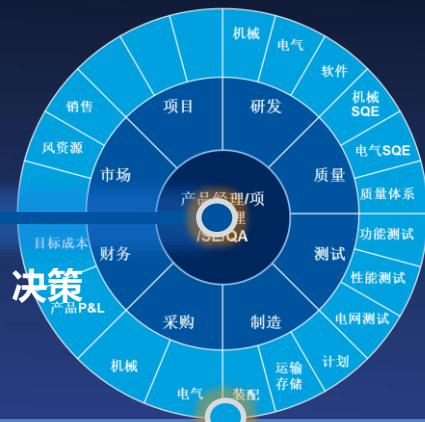 机械
电气
软件
机械
SQE
电气SQE
质量体系
功能测试
性能测试
电网测试
计划
运输
存储
装配
电气
机械
产品P&L
目标成本
风资源
销售
项目
研发
质量
测试
制造
采购
财务
市场
产品经理/项
理
/SE/QA
决策